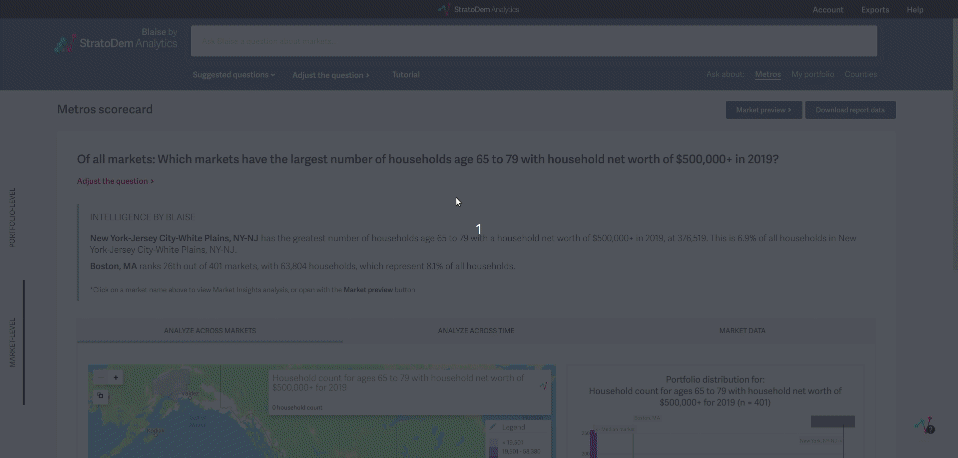 StratoDem Analytics
Account
Exports
Help
Blaise by
StratoDem Analytics
Suggested questions
Adjust the question >
Tutorial
Ask about:
Metros
My portfolio
Counties
Metros scorecard
Market preview >
Download report data
Of all markets: Which markets have the largest number of households age 65 to 79 with household net worth of $500,000+ in 2019?
Adjust the question >
PORTFOLIO-LEVEL
MARKET-LEVEL
INTELLIGENCE BY BLAISE
1
New York-Jersey City-White Plains, NY-NJ has the greatest number of households age 65 to 79 with a household net worth of $500,000+ in 2019, at 376,519. This is 6.9% of all households in New
York-Jersey City-White Plains, NY-NJ.
Boston, MA ranks 26th out of 401 markets, with 63,804 households, which represent 8.1% of all households.
*Click on a market name above to view Market Insights analysis, or open with the Market preview button
ANALYZE ACROSS MARKETS
ANALYZE ACROSS TIME
MARKET DATA
Household count for ages 65 to 79 with household net worth of
$500,000+ for 2019
0 household count
Legend
Portfolio distribution for:
Household count for ages 65 to 79 with household net worth of
$500,000+ for 2019 (n = 401)